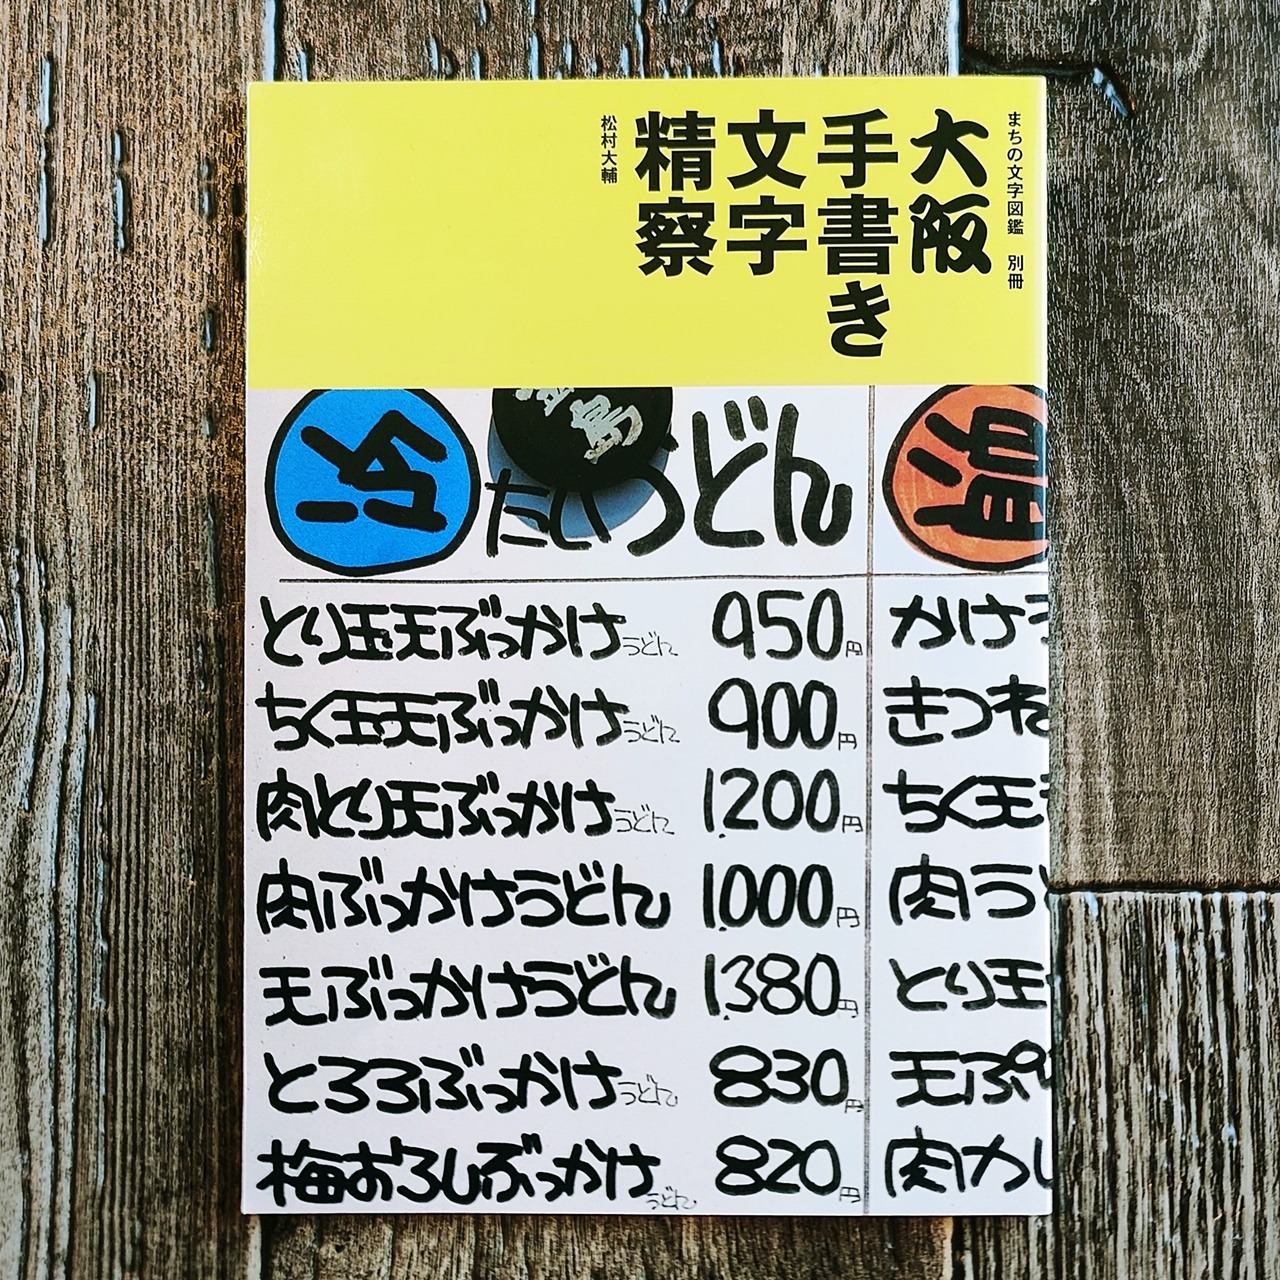 まちの文字図鑑 別冊
大阪
手書き
文字
精察
松村大輔
冷
たいうどん
とり玉天ぶっかけうどん 950円
ちく玉天ぶっかけうどん 900円
肉とり天ぶっかけうどん 1,200円
肉ぶっかけうどん 1,000円
天ぶっかけうどん 1,380円
とろろぶっかけうどん 830円
梅おろしぶっかけうどん 820円
温
かけう
きつね
ちく玉
肉う
とり玉
天ぷ
肉カ